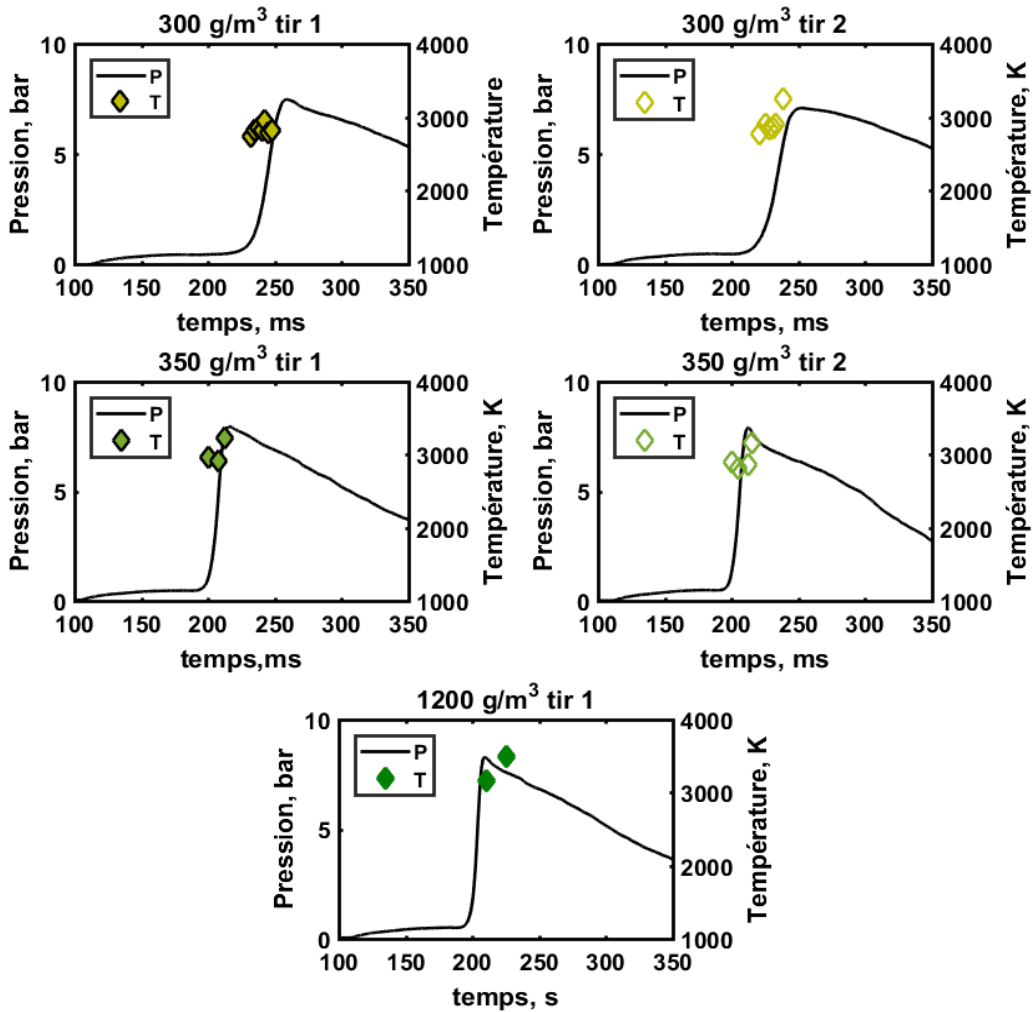 300 g/m³ tir 1
10
5
0
Pression, bar
P
T
4000
3000
2000
1000
Température
100 150 200 250 300 350
temps, ms
300 g/m³ tir 2
10
5
0
Pression, bar
P
T
4000
3000
2000
1000
Température, K
100 150 200 250 300 350
temps, ms
350 g/m³ tir 1
10
5
0
Pression, bar
P
T
4000
3000
2000
1000
Température, K
100 150 200 250 300 350
temps,ms
350 g/m³ tir 2
10
5
0
Pression, bar
P
T
4000
3000
2000
1000
Température, K
100 150 200 250 300 350
temps, ms
1200 g/m³ tir 1
10
5
0
Pression, bar
P
T
4000
3000
2000
1000
Température, K
100 150 200 250 300 350
temps, s